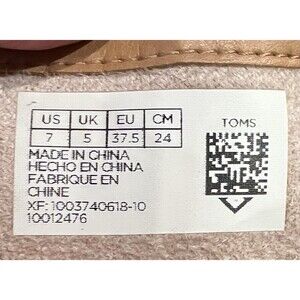 US UK EU CM
7 5 37.5 24
TOMS
MADE IN CHINA
HECHO EN CHINA
FABRIQUE EN
CHINE
XF: 1003740618-10
10012476